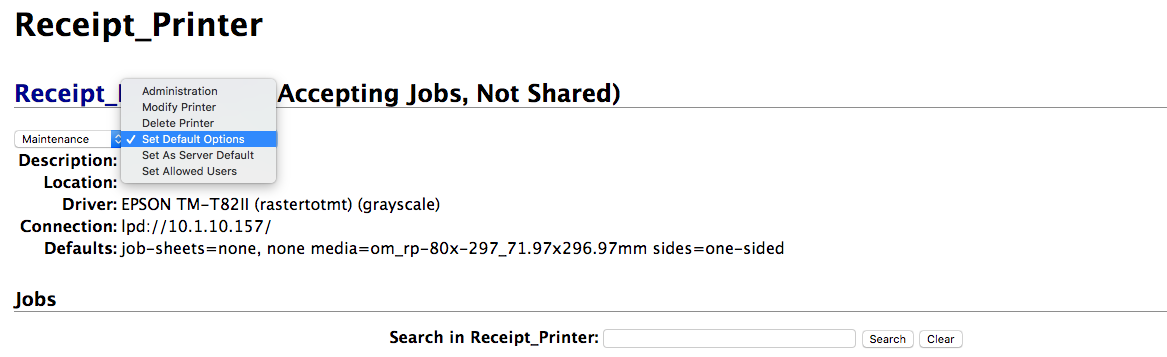 Receipt_Printer
Receipt_ Accepting Jobs, Not Shared)
Administration
Modify Printer
Delete Printer
Maintenance ✓ Set Default Options
Set As Server Default
Set Allowed Users
Description:
Location:
Driver: EPSON TM-T82II (rastertotmt) (grayscale)
Connection: lpd://10.1.10.157/
Defaults: job-sheets=none, none media=om_rp-80x-297_71.97x296.97mm sides=one-sided
Jobs
Search in Receipt_Printer: Search Clear